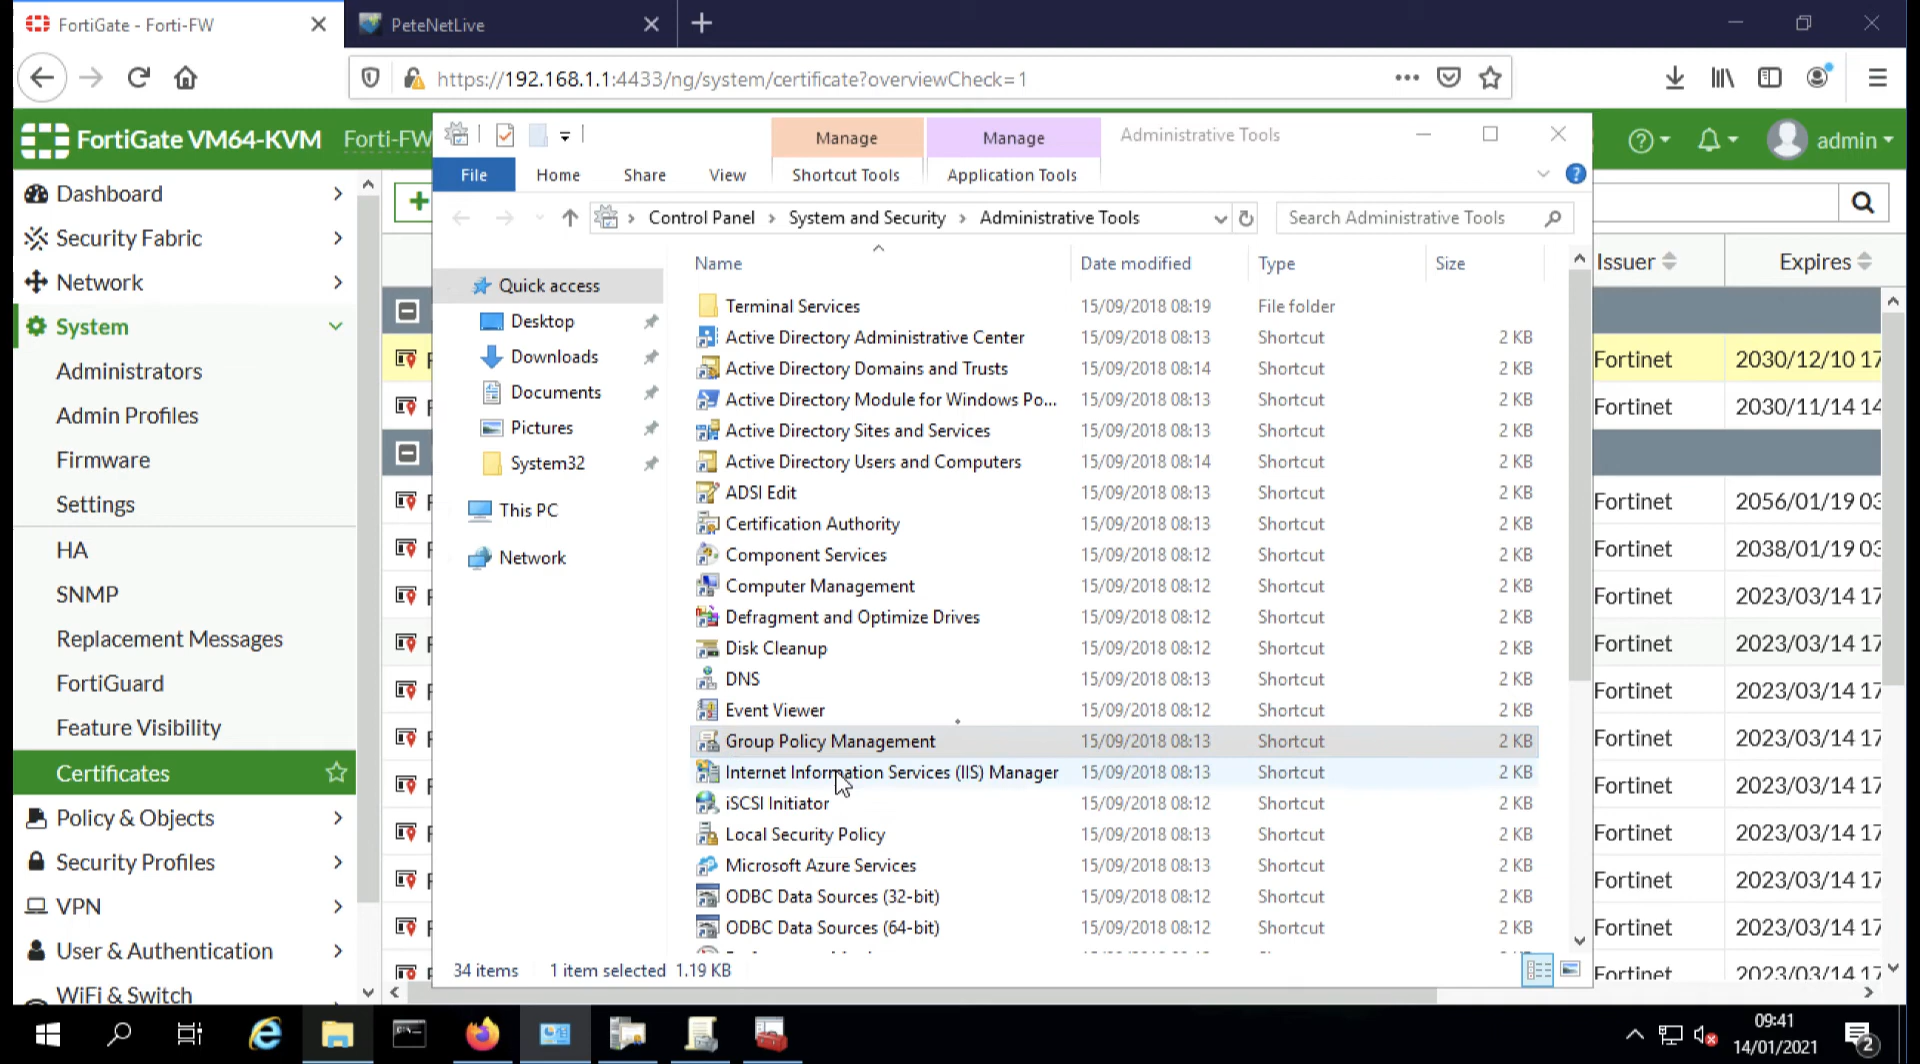 FortiGate - Forti-FW
PeteNetLive
https://192.168.1.1:4433/ng/system/certificate?overviewCheck=1
FortiGate VM64-KVM
Forti-FW
admin
Dashboard
Security Fabric
Network
System
Administrators
Admin Profiles
Firmware
Settings
HA
SNMP
Replacement Messages
FortiGuard
Feature Visibility
Certificates
Policy & Objects
Security Profiles
VPN
User & Authentication
WiFi & Switch
Manage
Manage
Administrative Tools
File
Home
Share
View
Shortcut Tools
Application Tools
Control Panel > System and Security > Administrative Tools
Search Administrative Tools
Quick access
Desktop
Downloads
Documents
Pictures
System32
This PC
Network
Name Date modified Type Size
Terminal Services 15/09/2018 08:19 File folder
Active Directory Administrative Center 15/09/2018 08:13 Shortcut 2 KB
Active Directory Domains and Trusts 15/09/2018 08:14 Shortcut 2 KB
Active Directory Module for Windows Po... 15/09/2018 08:13 Shortcut 2 KB
Active Directory Sites and Services 15/09/2018 08:13 Shortcut 2 KB
Active Directory Users and Computers 15/09/2018 08:14 Shortcut 2 KB
ADSI Edit 15/09/2018 08:13 Shortcut 2 KB
Certification Authority 15/09/2018 08:13 Shortcut 2 KB
Component Services 15/09/2018 08:12 Shortcut 2 KB
Computer Management 15/09/2018 08:12 Shortcut 2 KB
Defragment and Optimize Drives 15/09/2018 08:12 Shortcut 2 KB
Disk Cleanup 15/09/2018 08:12 Shortcut 2 KB
DNS 15/09/2018 08:13 Shortcut 2 KB
Event Viewer 15/09/2018 08:12 Shortcut 2 KB
Group Policy Management 15/09/2018 08:13 Shortcut 2 KB
Internet Information Services (IIS) Manager 15/09/2018 08:13 Shortcut 2 KB
iSCSI Initiator 15/09/2018 08:12 Shortcut 2 KB
Local Security Policy 15/09/2018 08:13 Shortcut 2 KB
Microsoft Azure Services 15/09/2018 08:13 Shortcut 2 KB
ODBC Data Sources (32-bit) 15/09/2018 08:12 Shortcut 2 KB
ODBC Data Sources (64-bit) 15/09/2018 08:12 Shortcut 2 KB
34 items 1 item selected 1.19 KB
Issuer Expires
Fortinet 2030/12/10 17
Fortinet 2030/11/14 14
Fortinet 2056/01/19 03
Fortinet 2038/01/19 03
Fortinet 2023/03/14 17
Fortinet 2023/03/14 17
Fortinet 2023/03/14 17
Fortinet 2023/03/14 17
Fortinet 2023/03/14 17
Fortinet 2023/03/14 17
Fortinet 2023/03/14 17
Fortinet 2023/03/14 17
Fortinet 2023/03/14 17
09:41
14/01/2021
2